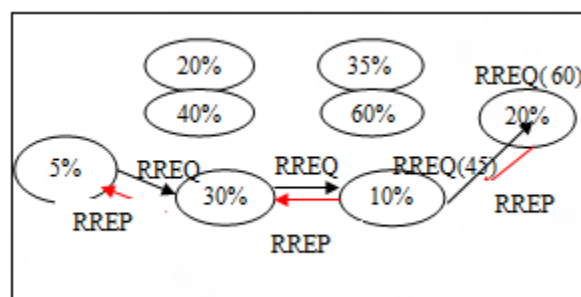 20%
35%
RREQ( 60)
40%
60%
20%
5%
RREQ
RREQ
RREQ(45)
30%
10%
RREP
RREP
RREP